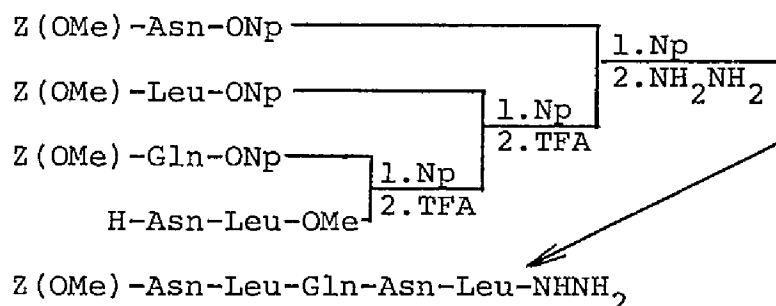 Z(OMe)-Asn-ONp
1.Np
2.NH2NH2
Z(OMe)-Leu-ONp
1.Np
2.TFA
Z(OMe)-Gln-ONp
1.Np
2.TFA
H-Asn-Leu-OMe
Z(OMe)-Asn-Leu-Gln-Asn-Leu-NHNH2